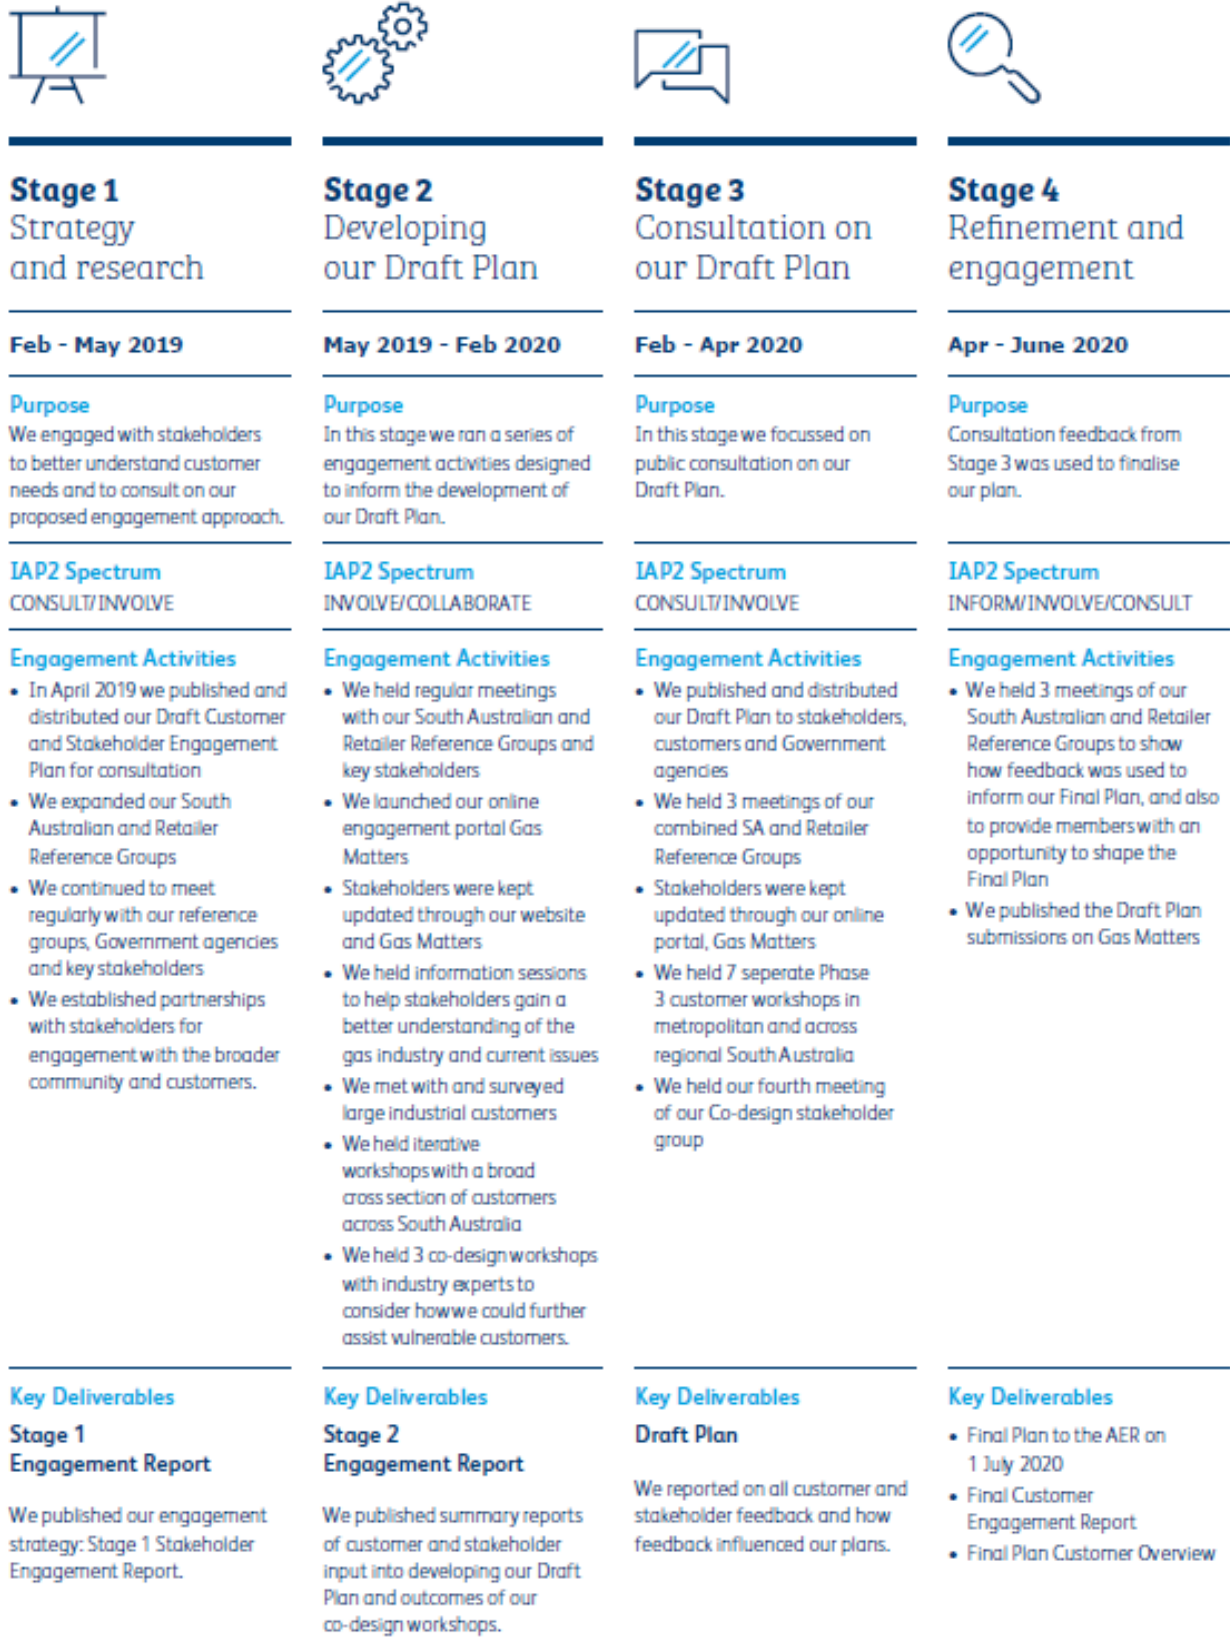 Stage 1
Strategy
and research
Feb - May 2019
Purpose
We engaged with stakeholders
to better understand customer
needs and to consult on our
proposed engagement approach.
IAP2 Spectrum
CONSULT/INVOLVE
Engagement Activities
• In April 2019 we published and
distributed our Draft Customer
and Stakeholder Engagement
Plan for consultation
• We expanded our South
Australian and Retailer
Reference Groups
• We continued to meet
regularly with our reference
groups, Government agencies
and key stakeholders
• We established partnerships
with stakeholders for
engagement with the broader
community and customers.
Key Deliverables
Stage 1
Engagement Report
We published our engagement
strategy: Stage 1 Stakeholder
Engagement Report.
Stage 2
Developing
our Draft Plan
May 2019 - Feb 2020
Purpose
In this stage we ran a series of
engagement activities designed
to inform the development of
our Draft Plan.
IAP2 Spectrum
INVOLVE/COLLABORATE
Engagement Activities
• We held regular meetings
with our South Australian and
Retailer Reference Groups and
key stakeholders
• We launched our online
engagement portal Gas
Matters
• Stakeholders were kept
updated through our website
and Gas Matters
• We held information sessions
to help stakeholders gain a
better understanding of the
gas industry and current issues
• We met with and surveyed
large industrial customers
• We held iterative
workshops with a broad
cross section of customers
across South Australia
• We held 3 co-design workshops
with industry experts to
consider how we could further
assist vulnerable customers.
Key Deliverables
Stage 2
Engagement Report
We published summary reports
of customer and stakeholder
input into developing our Draft
Plan and outcomes of our
co-design workshops.
Stage 3
Consultation on
our Draft Plan
Feb - Apr 2020
Purpose
In this stage we focussed on
public consultation on our
Draft Plan.
IAP2 Spectrum
CONSULT/INVOLVE
Engagement Activities
• We published and distributed
our Draft Plan to stakeholders,
customers and Government
agencies
• We held 3 meetings of our
combined SA and Retailer
Reference Groups
• Stakeholders were kept
updated through our online
portal, Gas Matters
• We held 7 seperate Phase
3 customer workshops in
metropolitan and across
regional South Australia
• We held our fourth meeting
of our Co-design stakeholder
group
Key Deliverables
Draft Plan
We reported on all customer and
stakeholder feedback and how
feedback influenced our plans.
Stage 4
Refinement and
engagement
Apr - June 2020
Purpose
Consultation feedback from
Stage 3 was used to finalise
our plan.
IAP2 Spectrum
INFORM/INVOLVE/CONSULT
Engagement Activities
• We held 3 meetings of our
South Australian and Retailer
Reference Groups to show
how feedback was used to
inform our Final Plan, and also
to provide members with an
opportunity to shape the
Final Plan
• We published the Draft Plan
submissions on Gas Matters
Key Deliverables
• Final Plan to the AER on
1 July 2020
• Final Customer
Engagement Report
• Final Plan Customer Overview